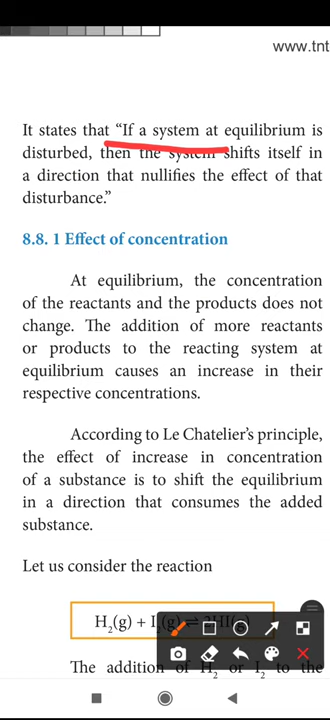 www.tnt
It states that “If a system at equilibrium is
disturbed, then the system shifts itself in
a direction that nullifies the effect of that
disturbance.”
8.8. 1 Effect of concentration
At equilibrium, the concentration
of the reactants and the products does not
change. The addition of more reactants
or products to the reacting system at
equilibrium causes an increase in their
respective concentrations.
According to Le Chatelier’s principle,
the effect of increase in concentration
of a substance is to shift the equilibrium
in a direction that consumes the added
substance.
Let us consider the reaction
H₂(g) + I₂(g) ⇌ 2HI(g)
The addition of H₂ or I₂ to the